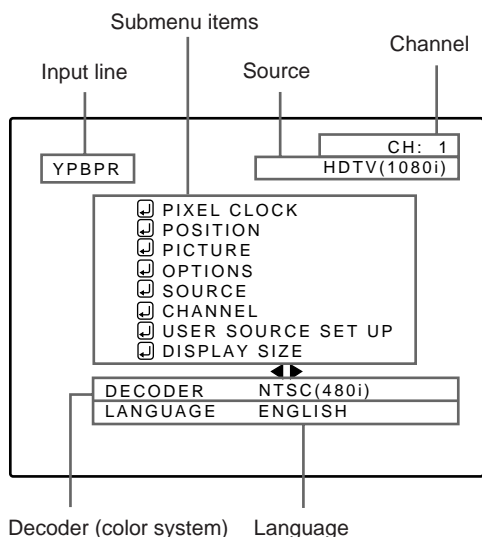 Submenu items
Channel
Input line
Source
CH: 1
YPBPR
HDTV(1080i)
PIXEL CLOCK
POSITION
PICTURE
OPTIONS
SOURCE
CHANNEL
USER SOURCE SET UP
DISPLAY SIZE
DECODER NTSC(480i)
LANGUAGE ENGLISH
Decoder (color system) Language